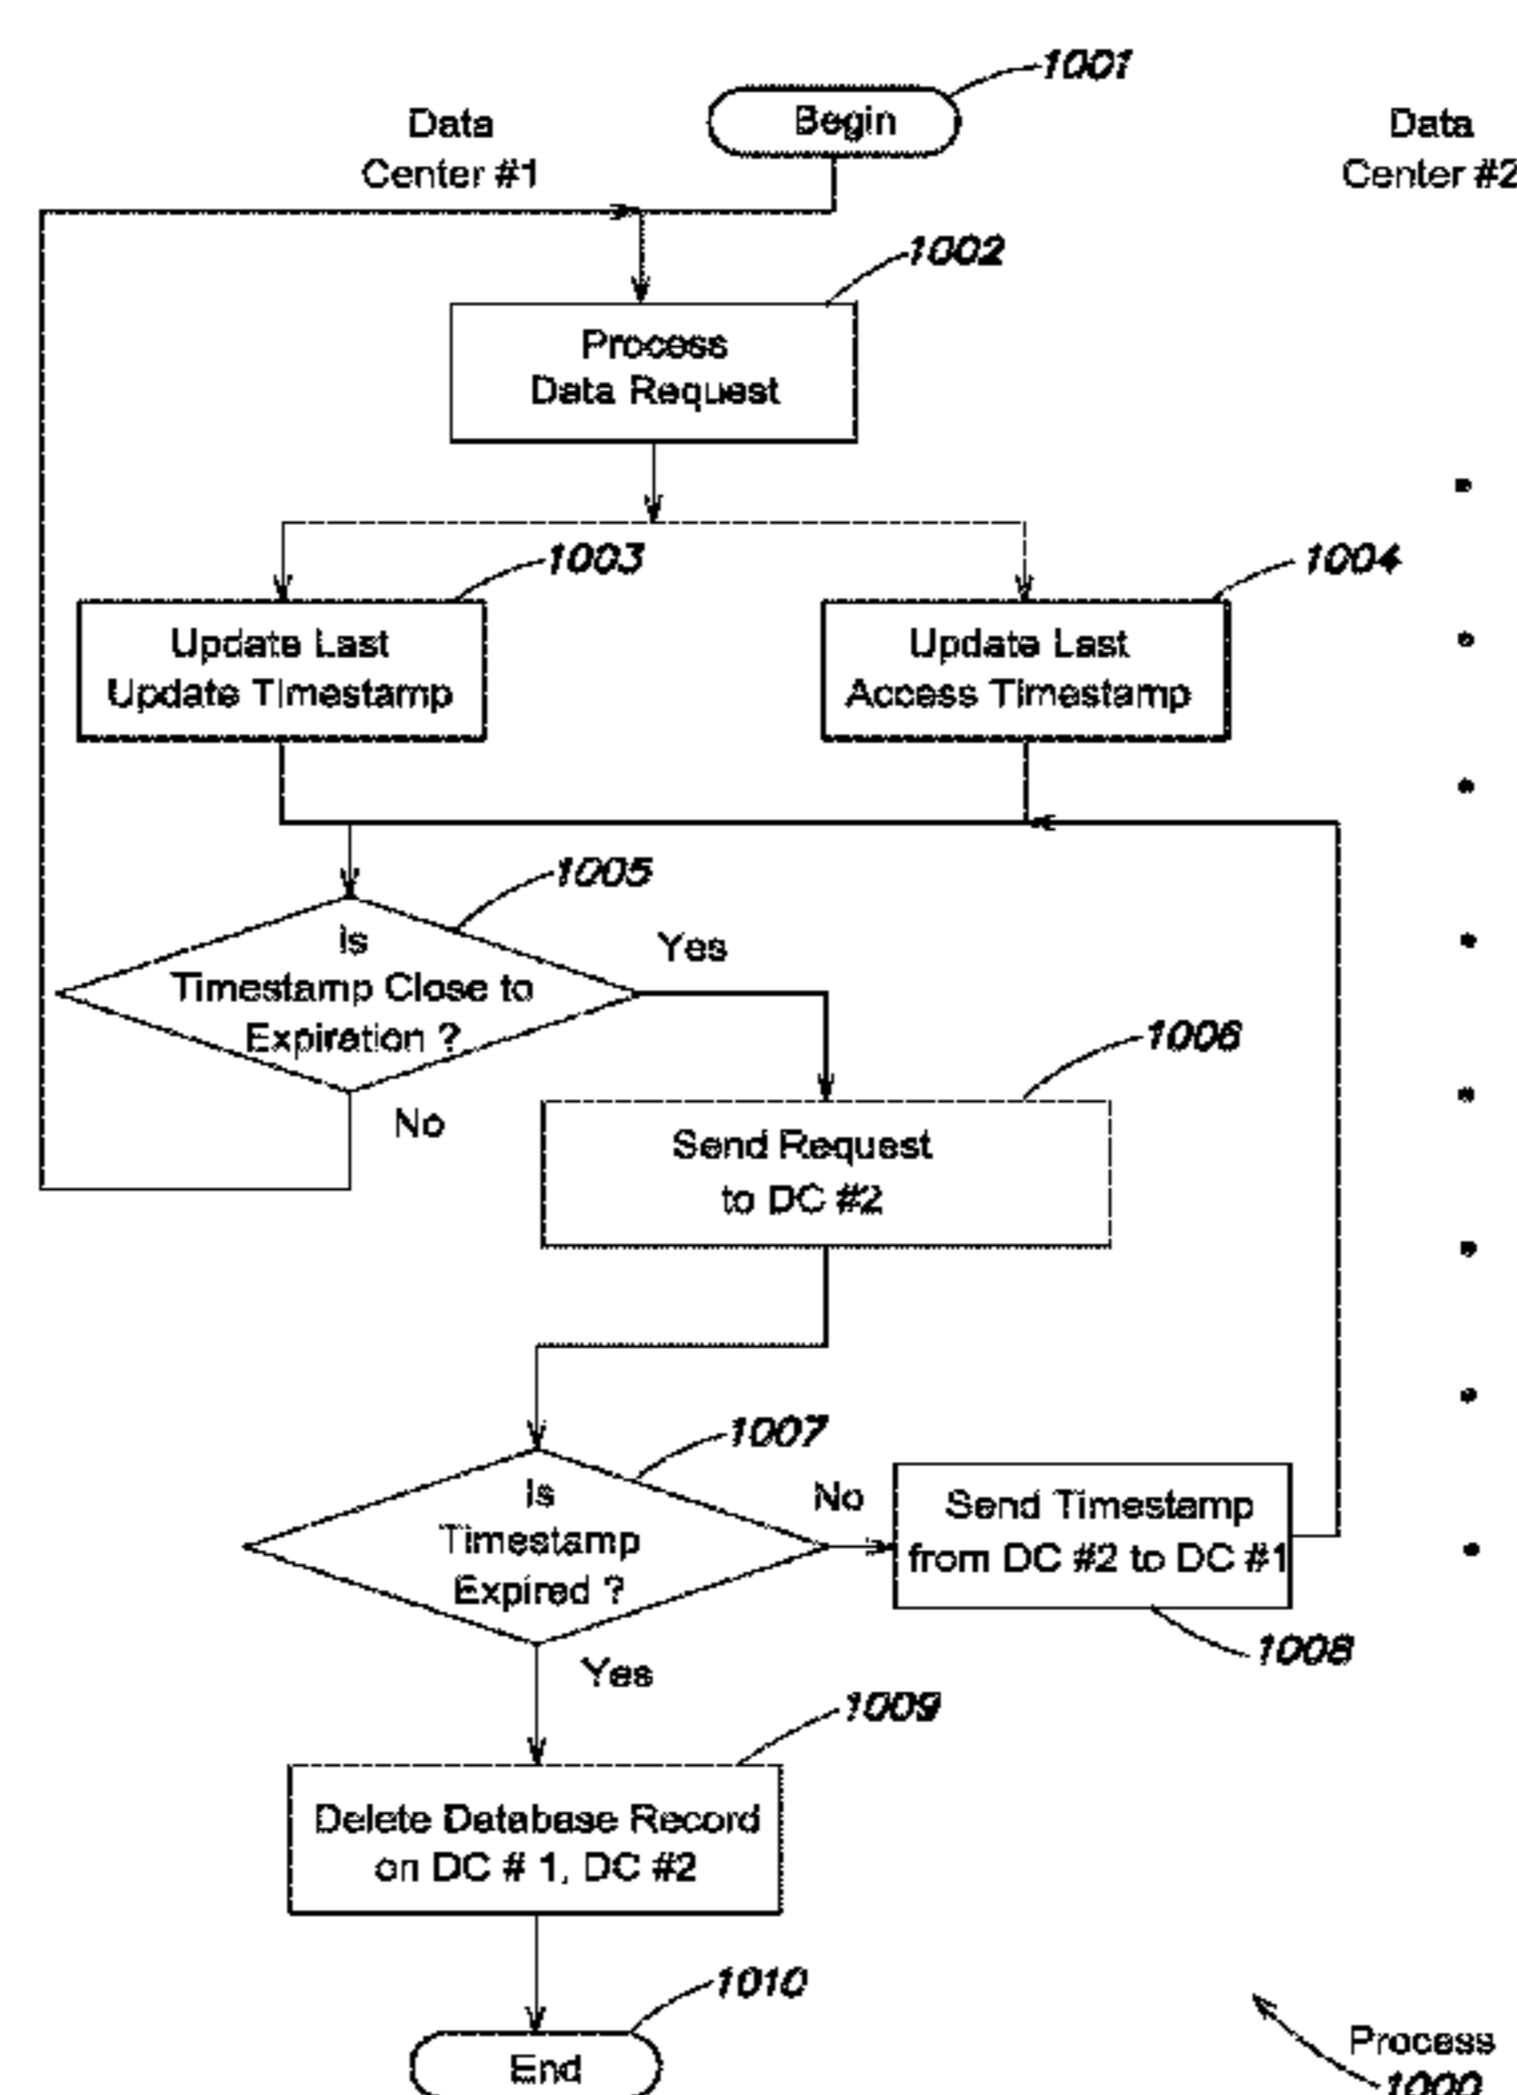 1001
Begin
Data
Center #1
Data
Center #2
1002
Process
Data Request
1003
1004
Update Last
Update Timestamp
Update Last
Access Timestamp
1005
Is
Timestamp Close to
Expiration ?
Yes
No
1006
Send Request
to DC #2
1007
Is
Timestamp
Expired ?
No
Send Timestamp
from DC #2 to DC #1
1008
Yes
1009
Delete Database Record
on DC # 1, DC #2
1010
End
Process
1000